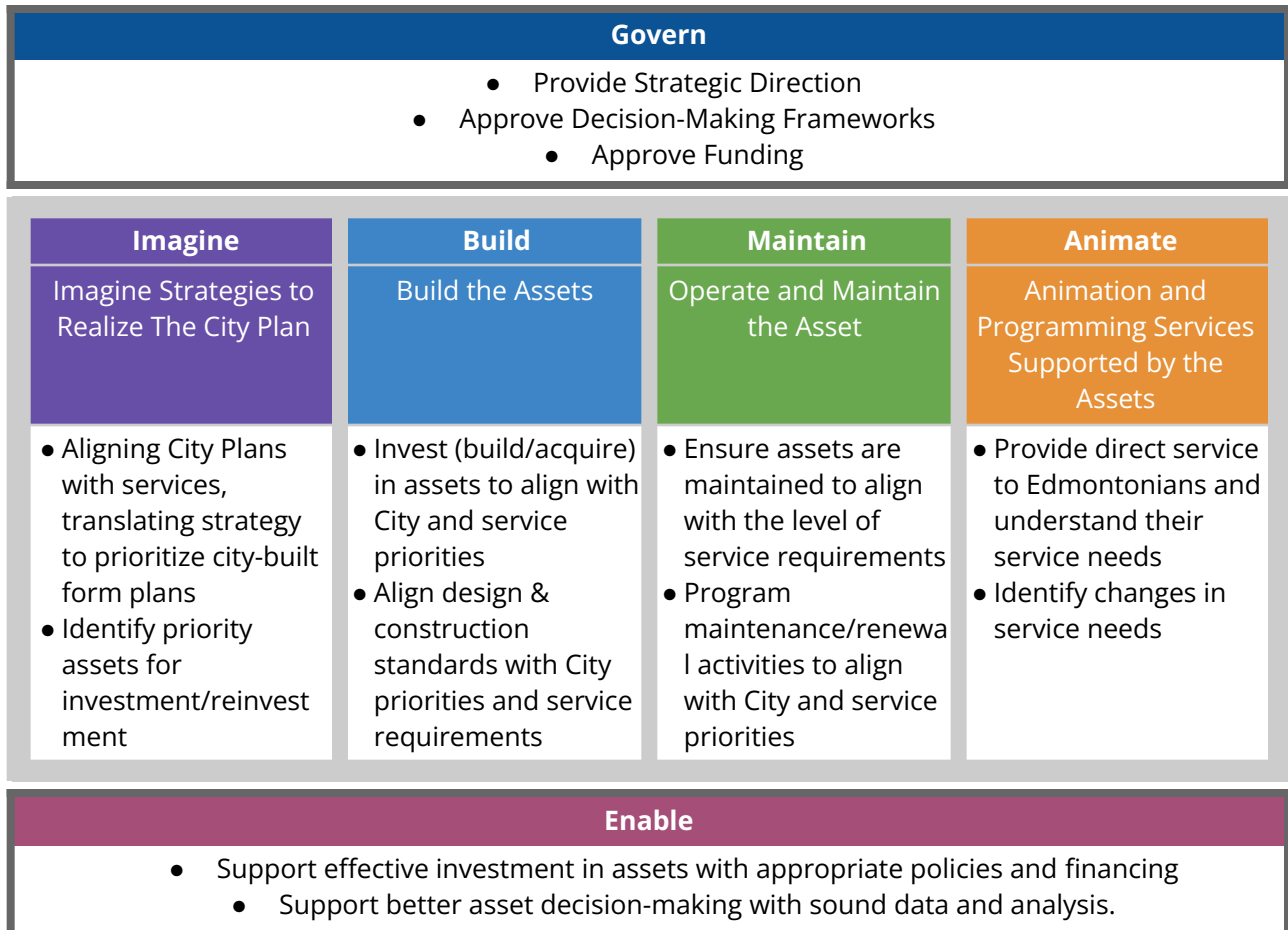 Govern
● Provide Strategic Direction
● Approve Decision-Making Frameworks
● Approve Funding
Imagine
Imagine Strategies to
Realize The City Plan
● Aligning City Plans
with services,
translating strategy
to prioritize city-built
form plans
● Identify priority
assets for
investment/reinvest
ment
Build
Build the Assets
● Invest (build/acquire)
in assets to align with
City and service
priorities
● Align design &
construction
standards with City
priorities and service
requirements
Maintain
Operate and Maintain
the Asset
● Ensure assets are
maintained to align
with the level of
service requirements
● Program
maintenance/renewa
l activities to align
with City and service
priorities
Animate
Animation and
Programming Services
Supported by the
Assets
● Provide direct service
to Edmontonians and
understand their
service needs
● Identify changes in
service needs
Enable
● Support effective investment in assets with appropriate policies and financing
● Support better asset decision-making with sound data and analysis.